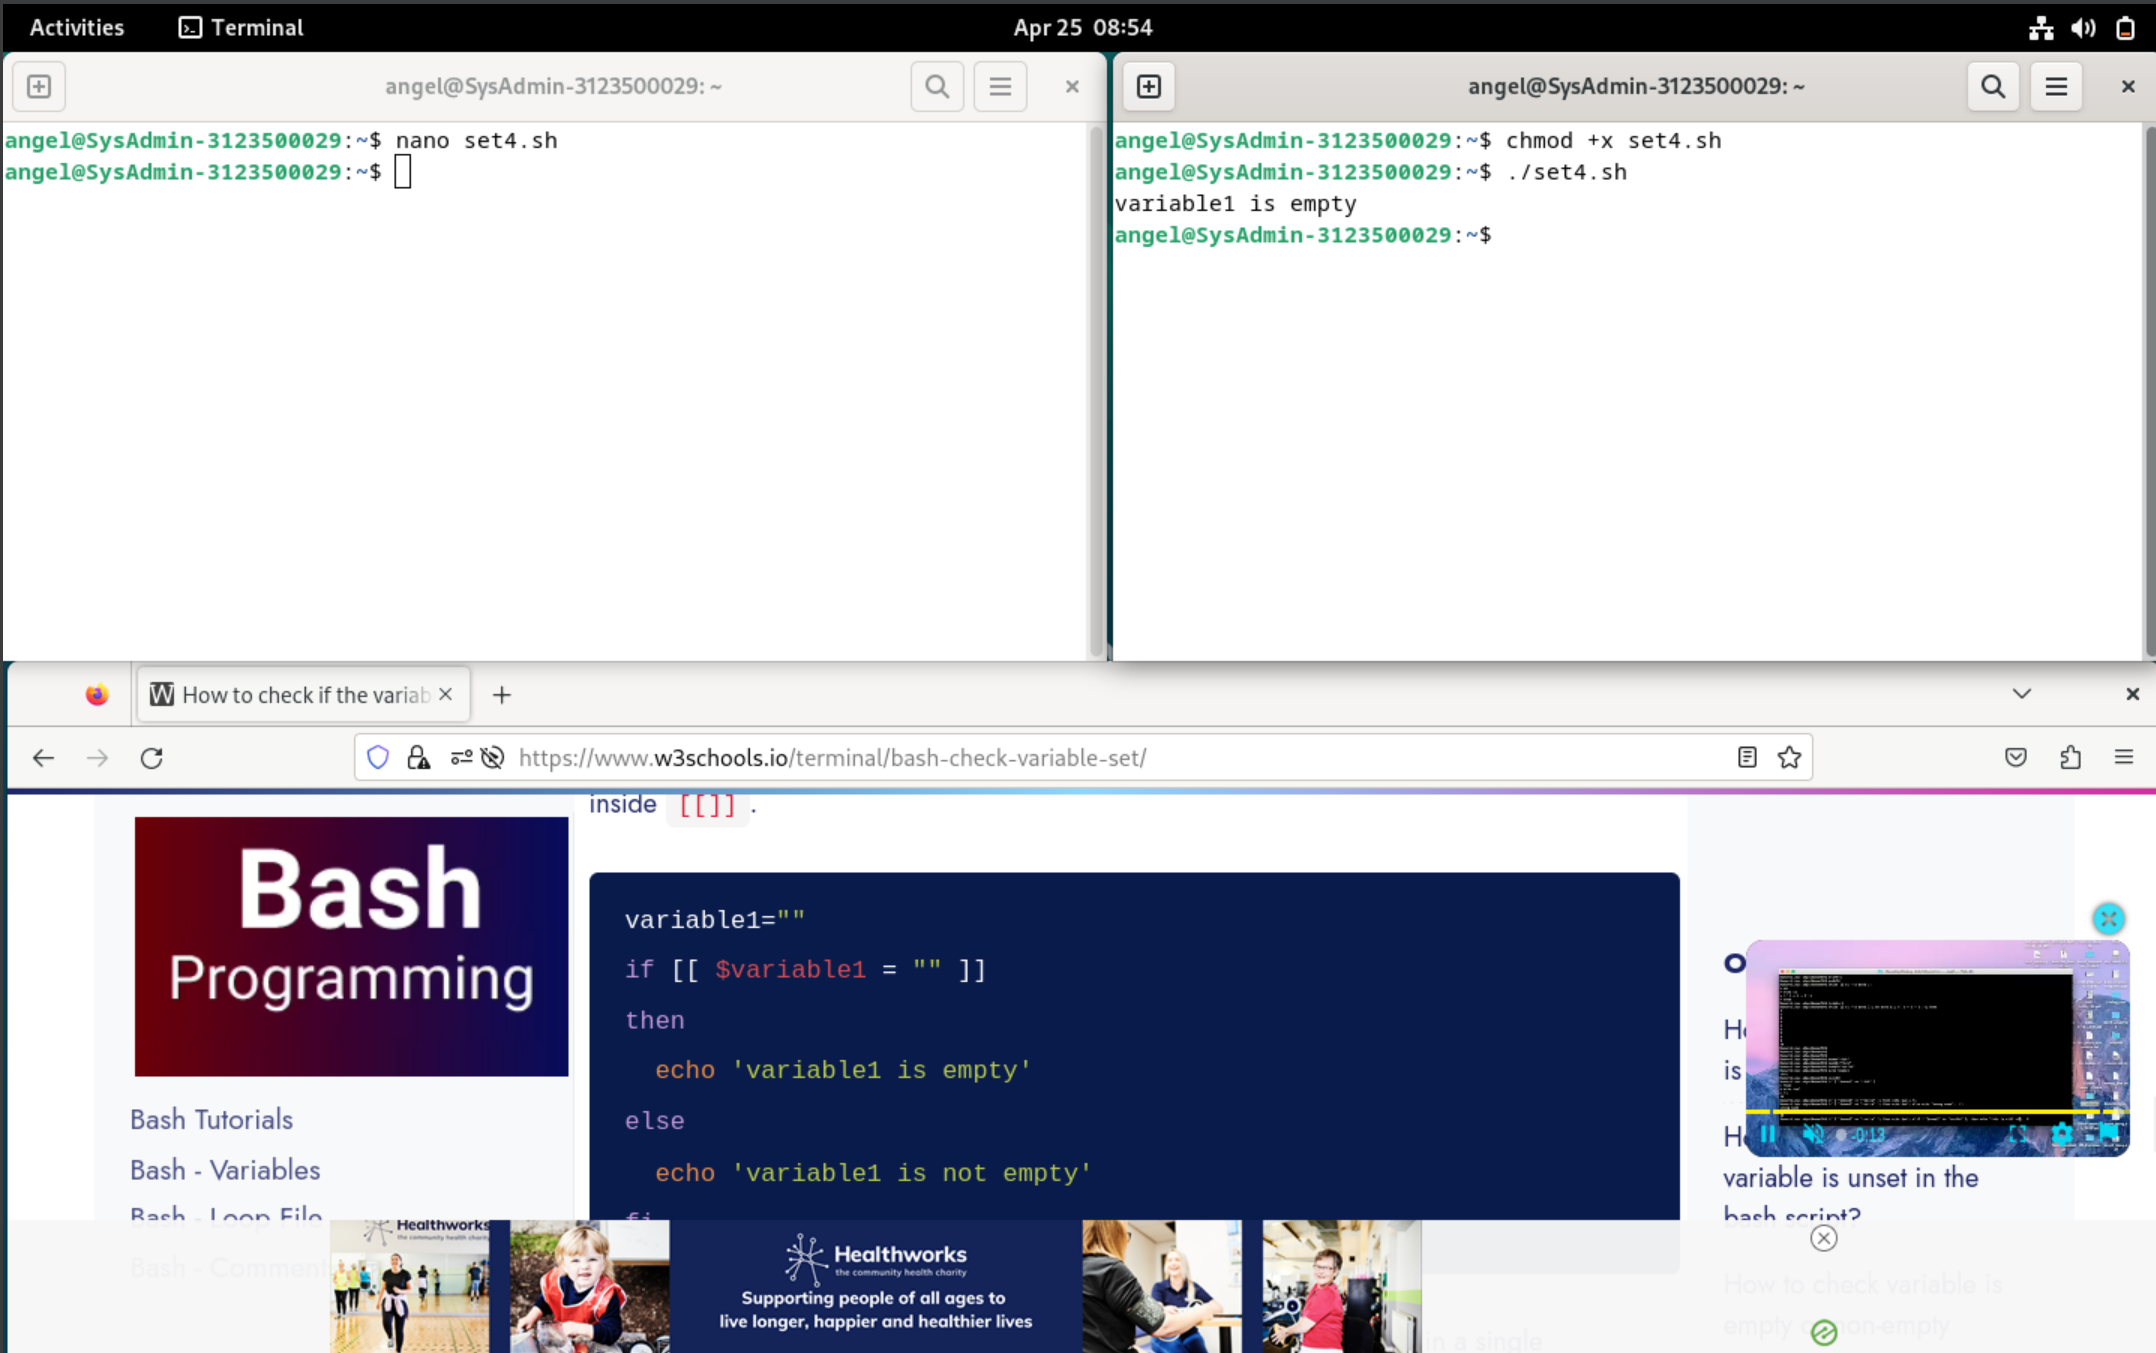 Activities
Terminal
Apr 25 08:54
angel@SysAdmin-3123500029: ~
angel@SysAdmin-3123500029:~$ nano set4.sh
angel@SysAdmin-3123500029:~$
angel@SysAdmin-3123500029: ~
angel@SysAdmin-3123500029:~$ chmod +x set4.sh
angel@SysAdmin-3123500029:~$ ./set4.sh
variable1 is empty
angel@SysAdmin-3123500029:~$
How to check if the variab
https://www.w3schools.io/terminal/bash-check-variable-set/
Bash
Programming
Bash Tutorials
Bash - Variables
Bash - Loop File
Bash - Comment
inside [[]] .
variable1=""
if [[ $variable1 = "" ]]
then
echo 'variable1 is empty'
else
echo 'variable1 is not empty'
fi
is
-0:13
variable is unset in the
bash script?
How to check variable is
empty non-empty
in a single
Healthworks
the community health charity
Healthworks
the community health charity
Supporting people of all ages to
live longer, happier and healthier lives